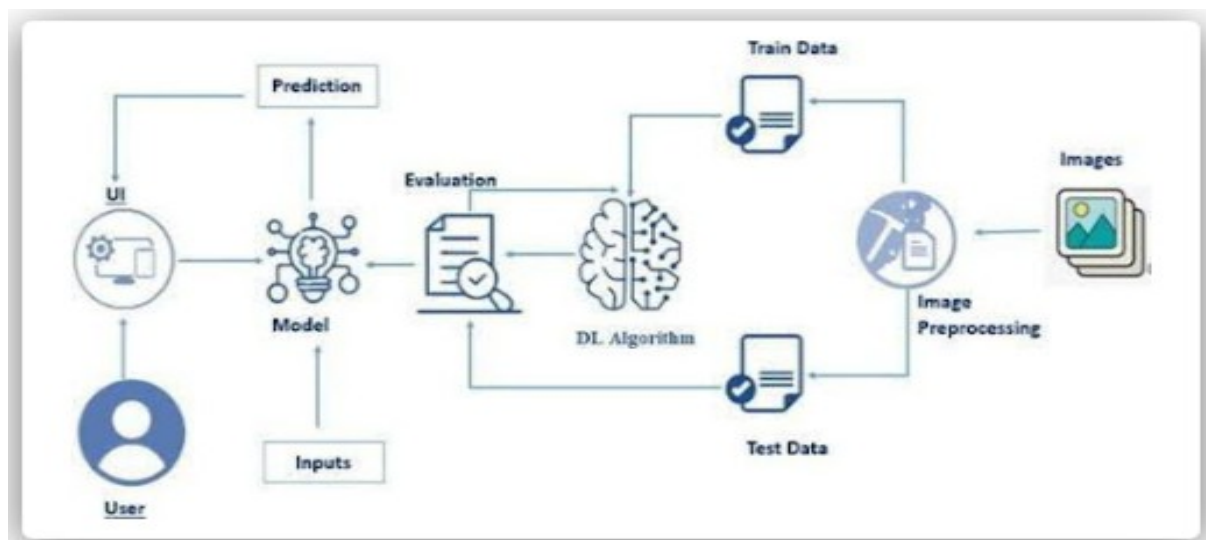 Train Data
Prediction
Images
Evaluation
UI
Image
Preprocessing
Model
DL Algorithm
Test Data
Inputs
User